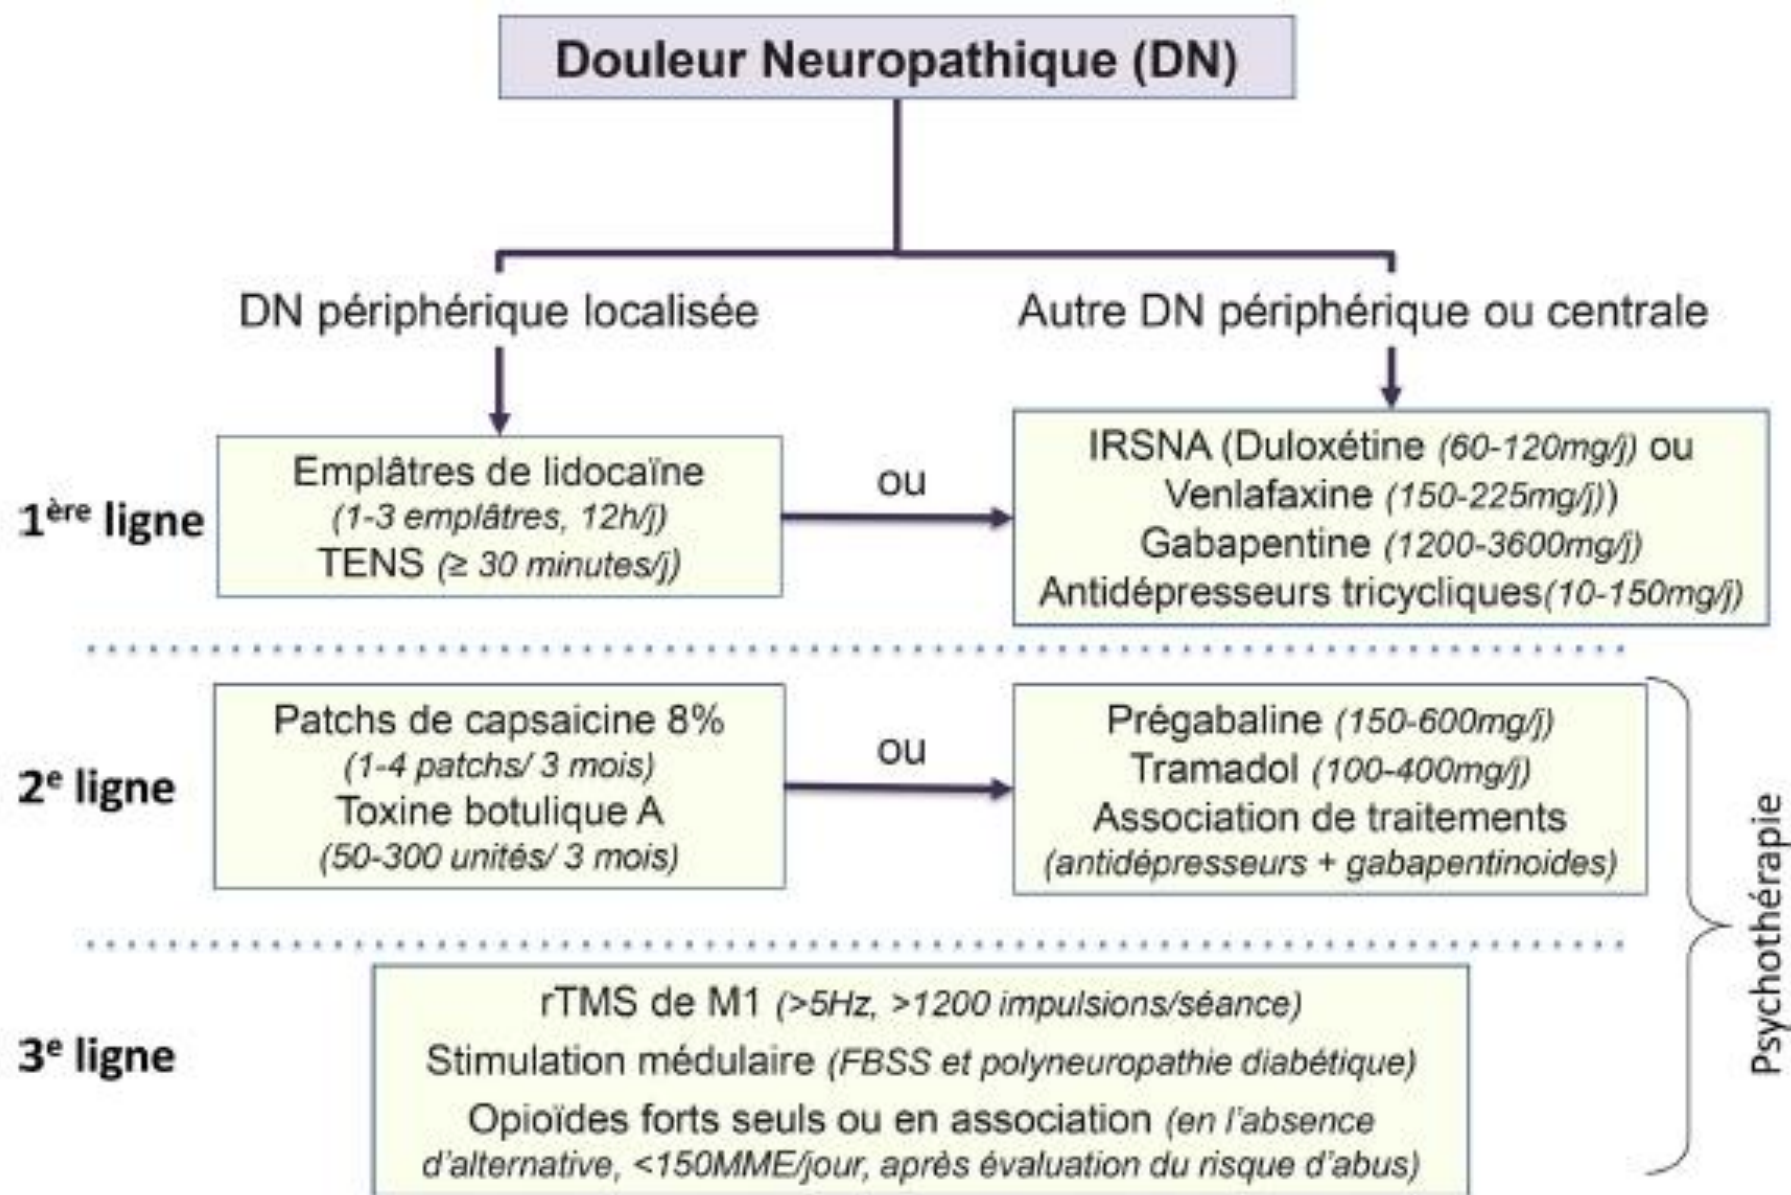 Douleur Neuropathique (DN)
DN périphérique localisée
Autre DN périphérique ou centrale
1ère ligne
Emplâtres de lidocaïne
(1-3 emplâtres, 12h/j)
TENS (≥ 30 minutes/j)
ou
IRSNA (Duloxétine (60-120mg/j) ou
Venlafaxine (150-225mg/j))
Gabapentine (1200-3600mg/j)
Antidépresseurs tricycliques(10-150mg/j)
2e ligne
Patchs de capsaicine 8%
(1-4 patchs/ 3 mois)
Toxine botulique A
(50-300 unités/ 3 mois)
ou
Prégabaline (150-600mg/j)
Tramadol (100-400mg/j)
Association de traitements
(antidépresseurs + gabapentinoides)
3e ligne
rTMS de M1 (>5Hz, >1200 impulsions/séance)
Stimulation médulaire (FBSS et polyneuropathie diabétique)
Opioïdes forts seuls ou en association (en l'absence
d'alternative, <150MME/jour, après évaluation du risque d'abus)
Psychothérapie